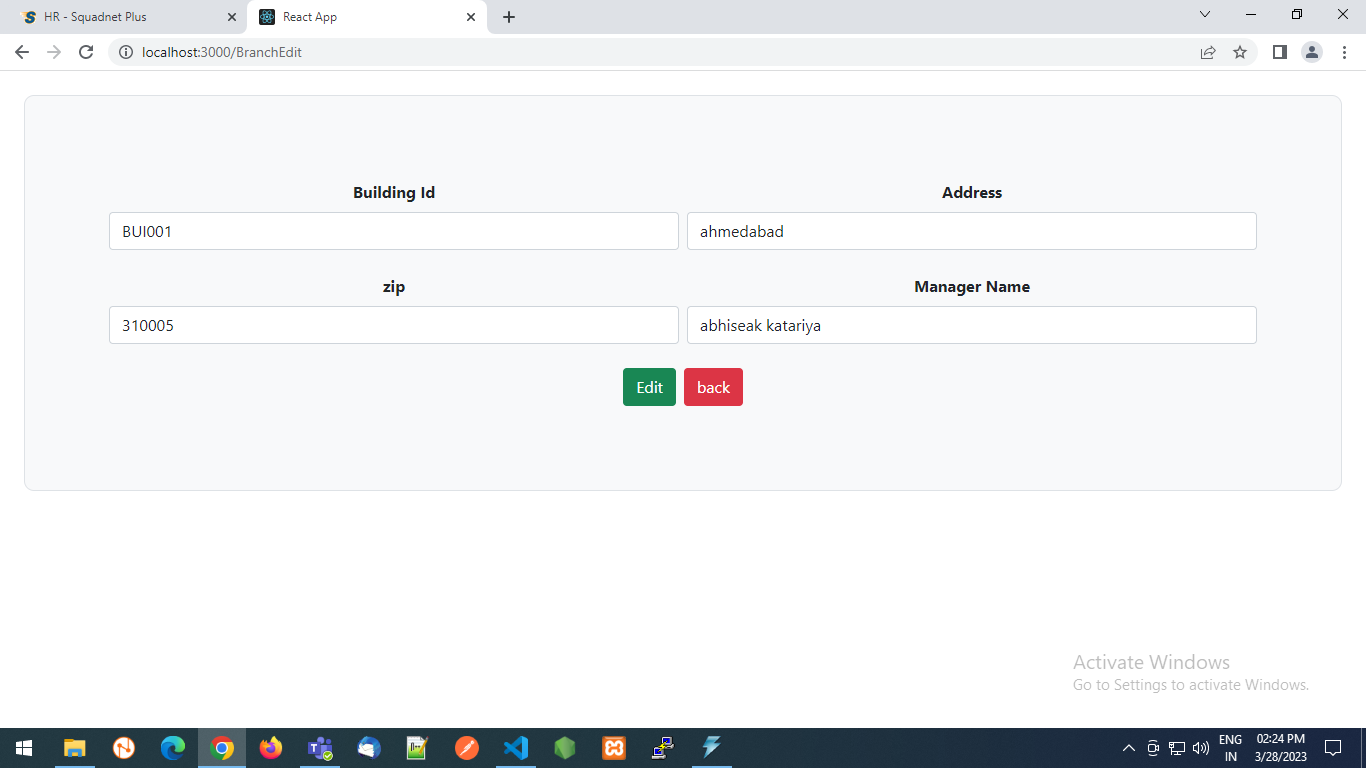 HR - Squadnet Plus
React App
localhost:3000/BranchEdit
Building Id
Address
BUI001
ahmedabad
zip
Manager Name
310005
abhiseak katariya
Edit
back
Activate Windows
Go to Settings to activate Windows.
ENG
IN
02:24 PM
3/28/2023